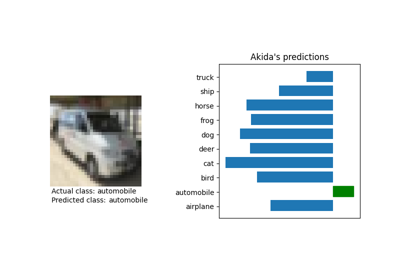 Akida's predictions
truck
ship
horse
frog
dog
deer
cat
bird
automobile
airplane
Actual class: automobile
Predicted class: automobile